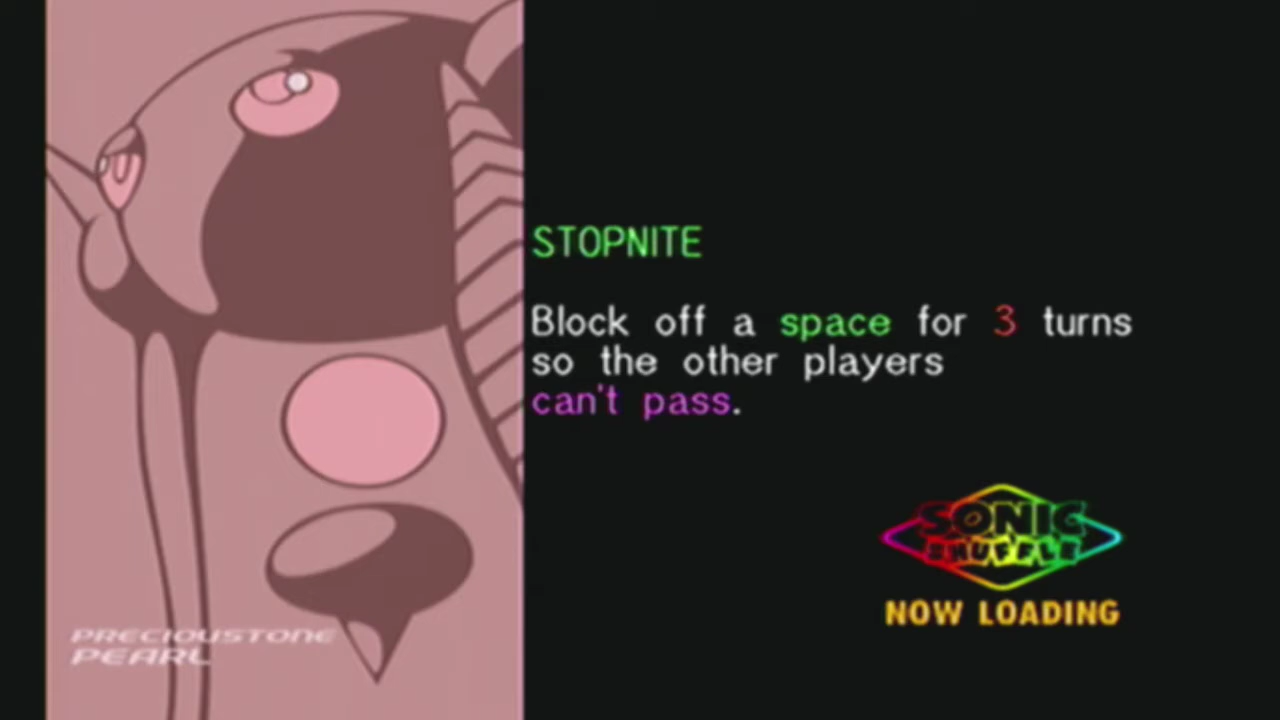 STOPNITE
Block off a space for 3 turns
so the other players
can't pass.
SONIC
SHUFFLE
NOW LOADING
PRECIOUSTONE
PEARL